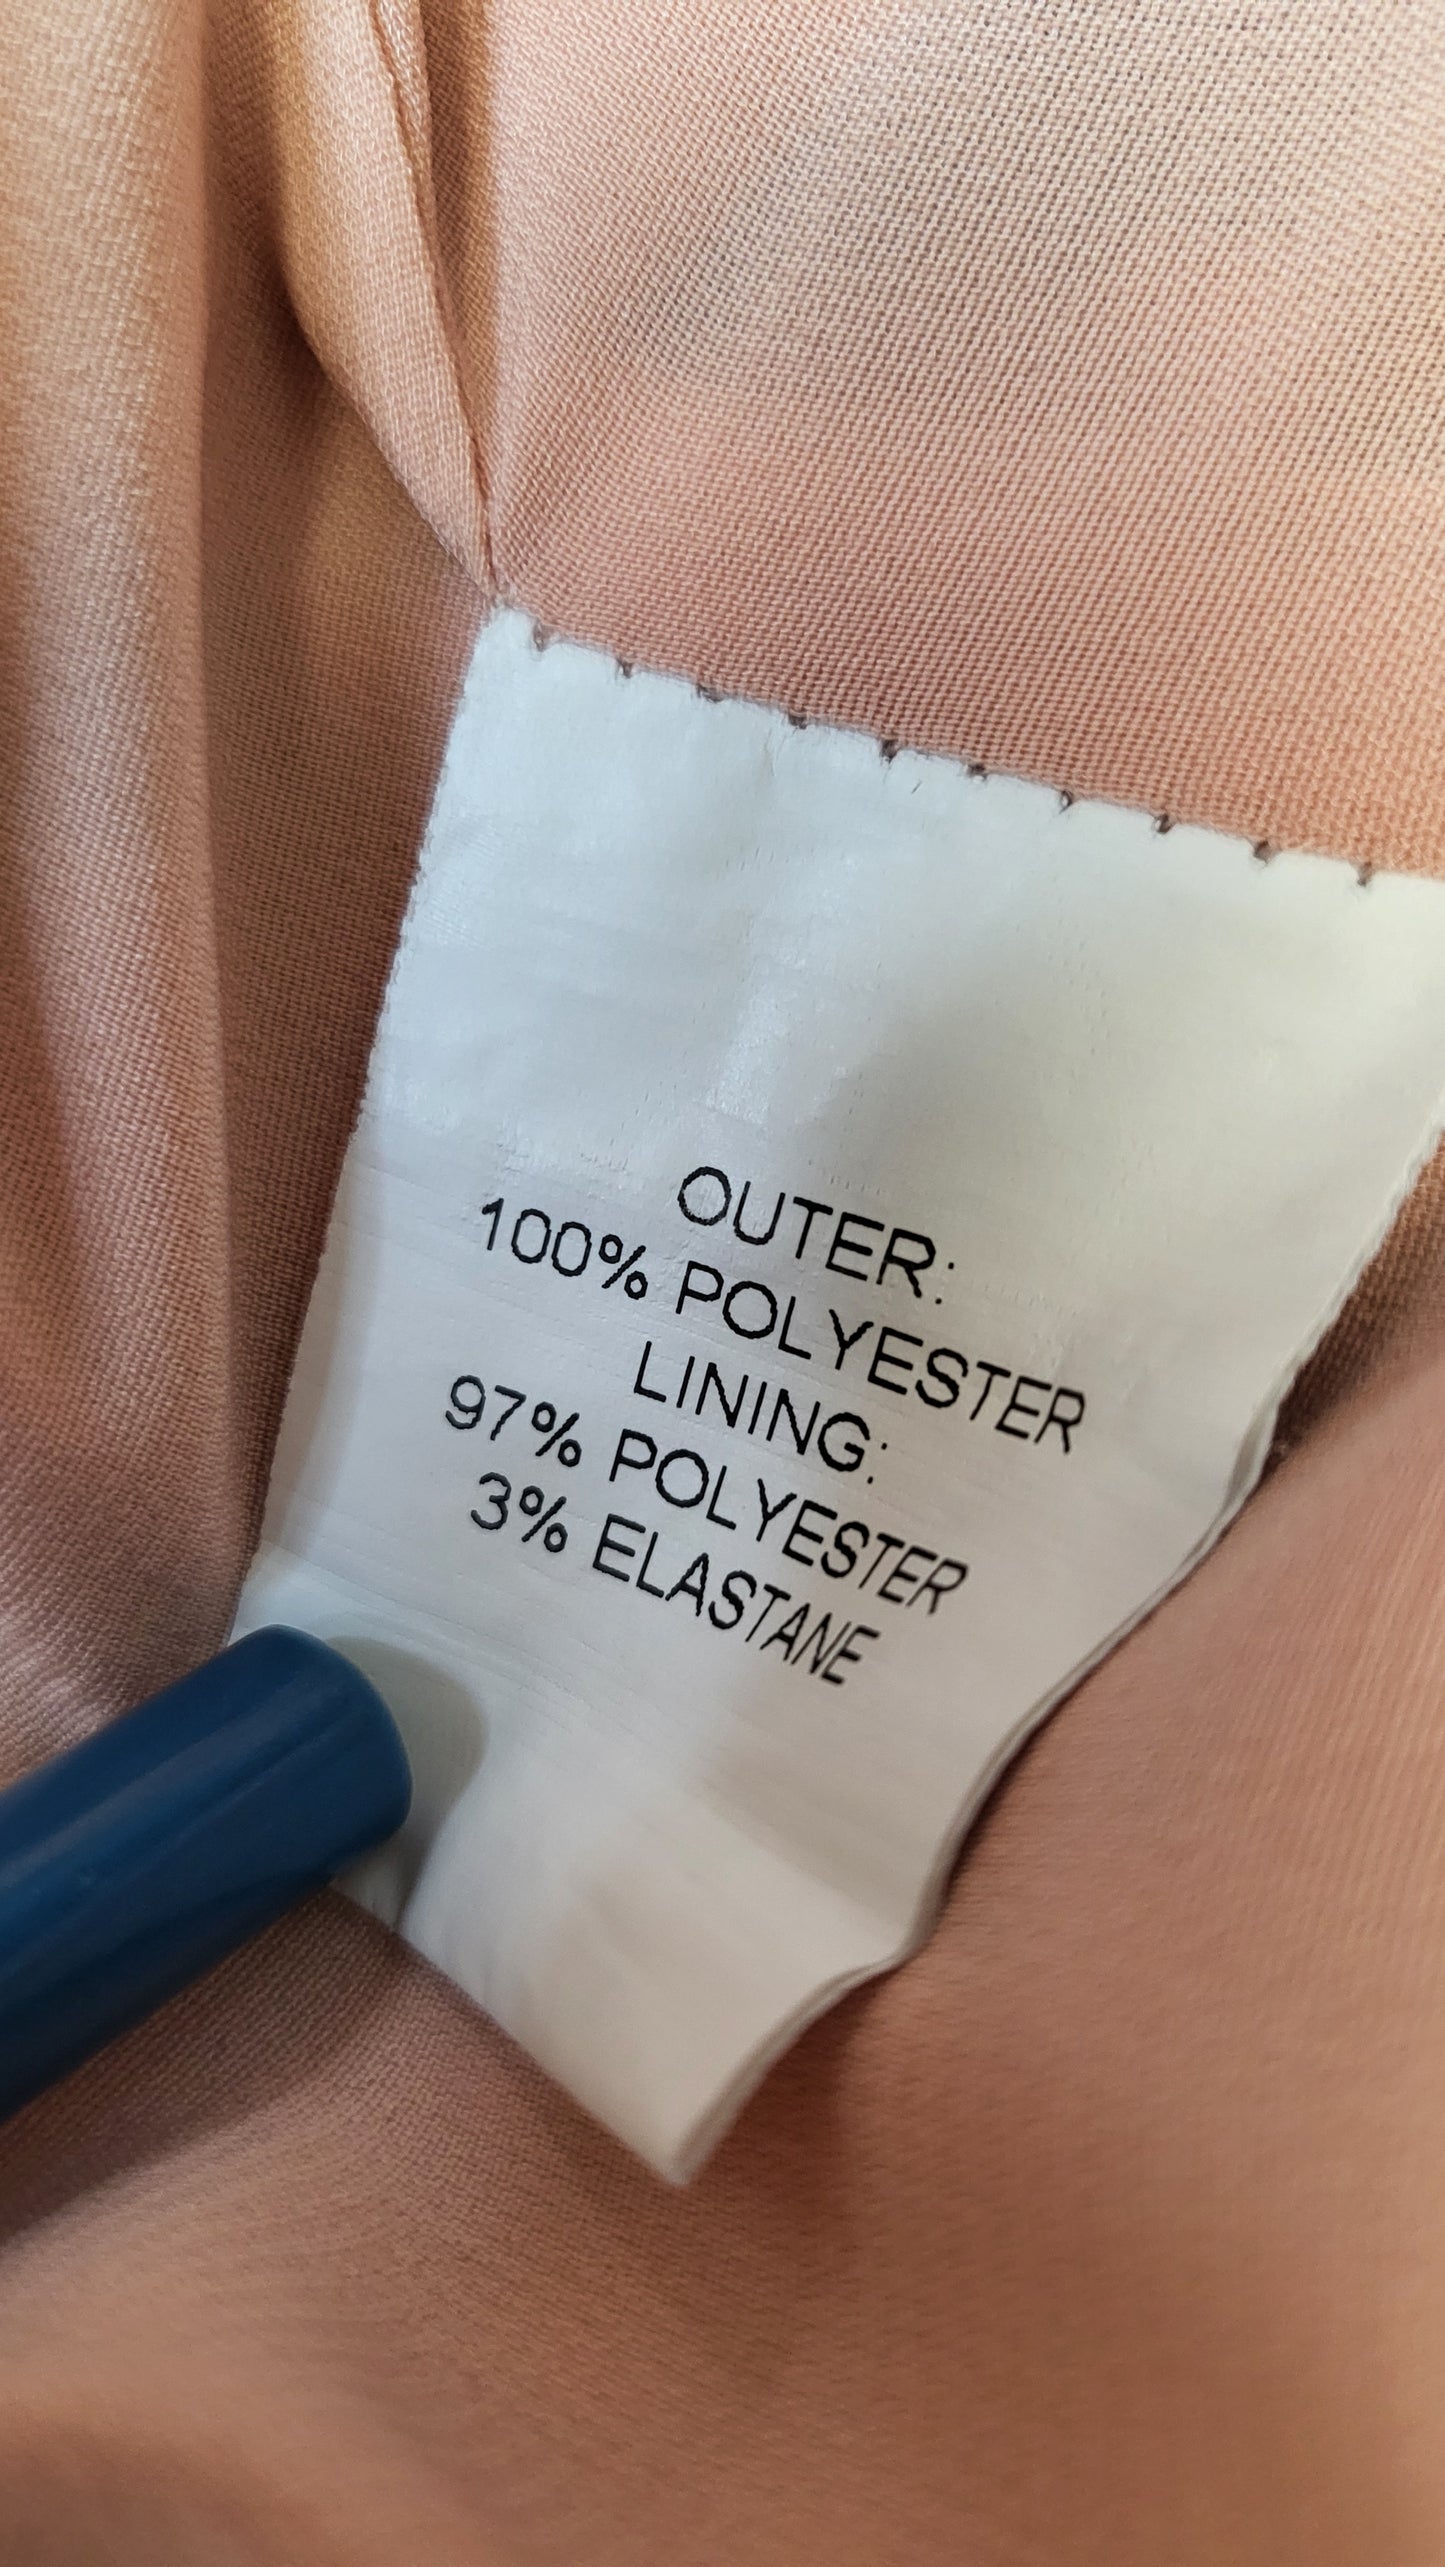 OUTER:
100% POLYESTER
LINING:
97% POLYESTER
3% ELASTANE